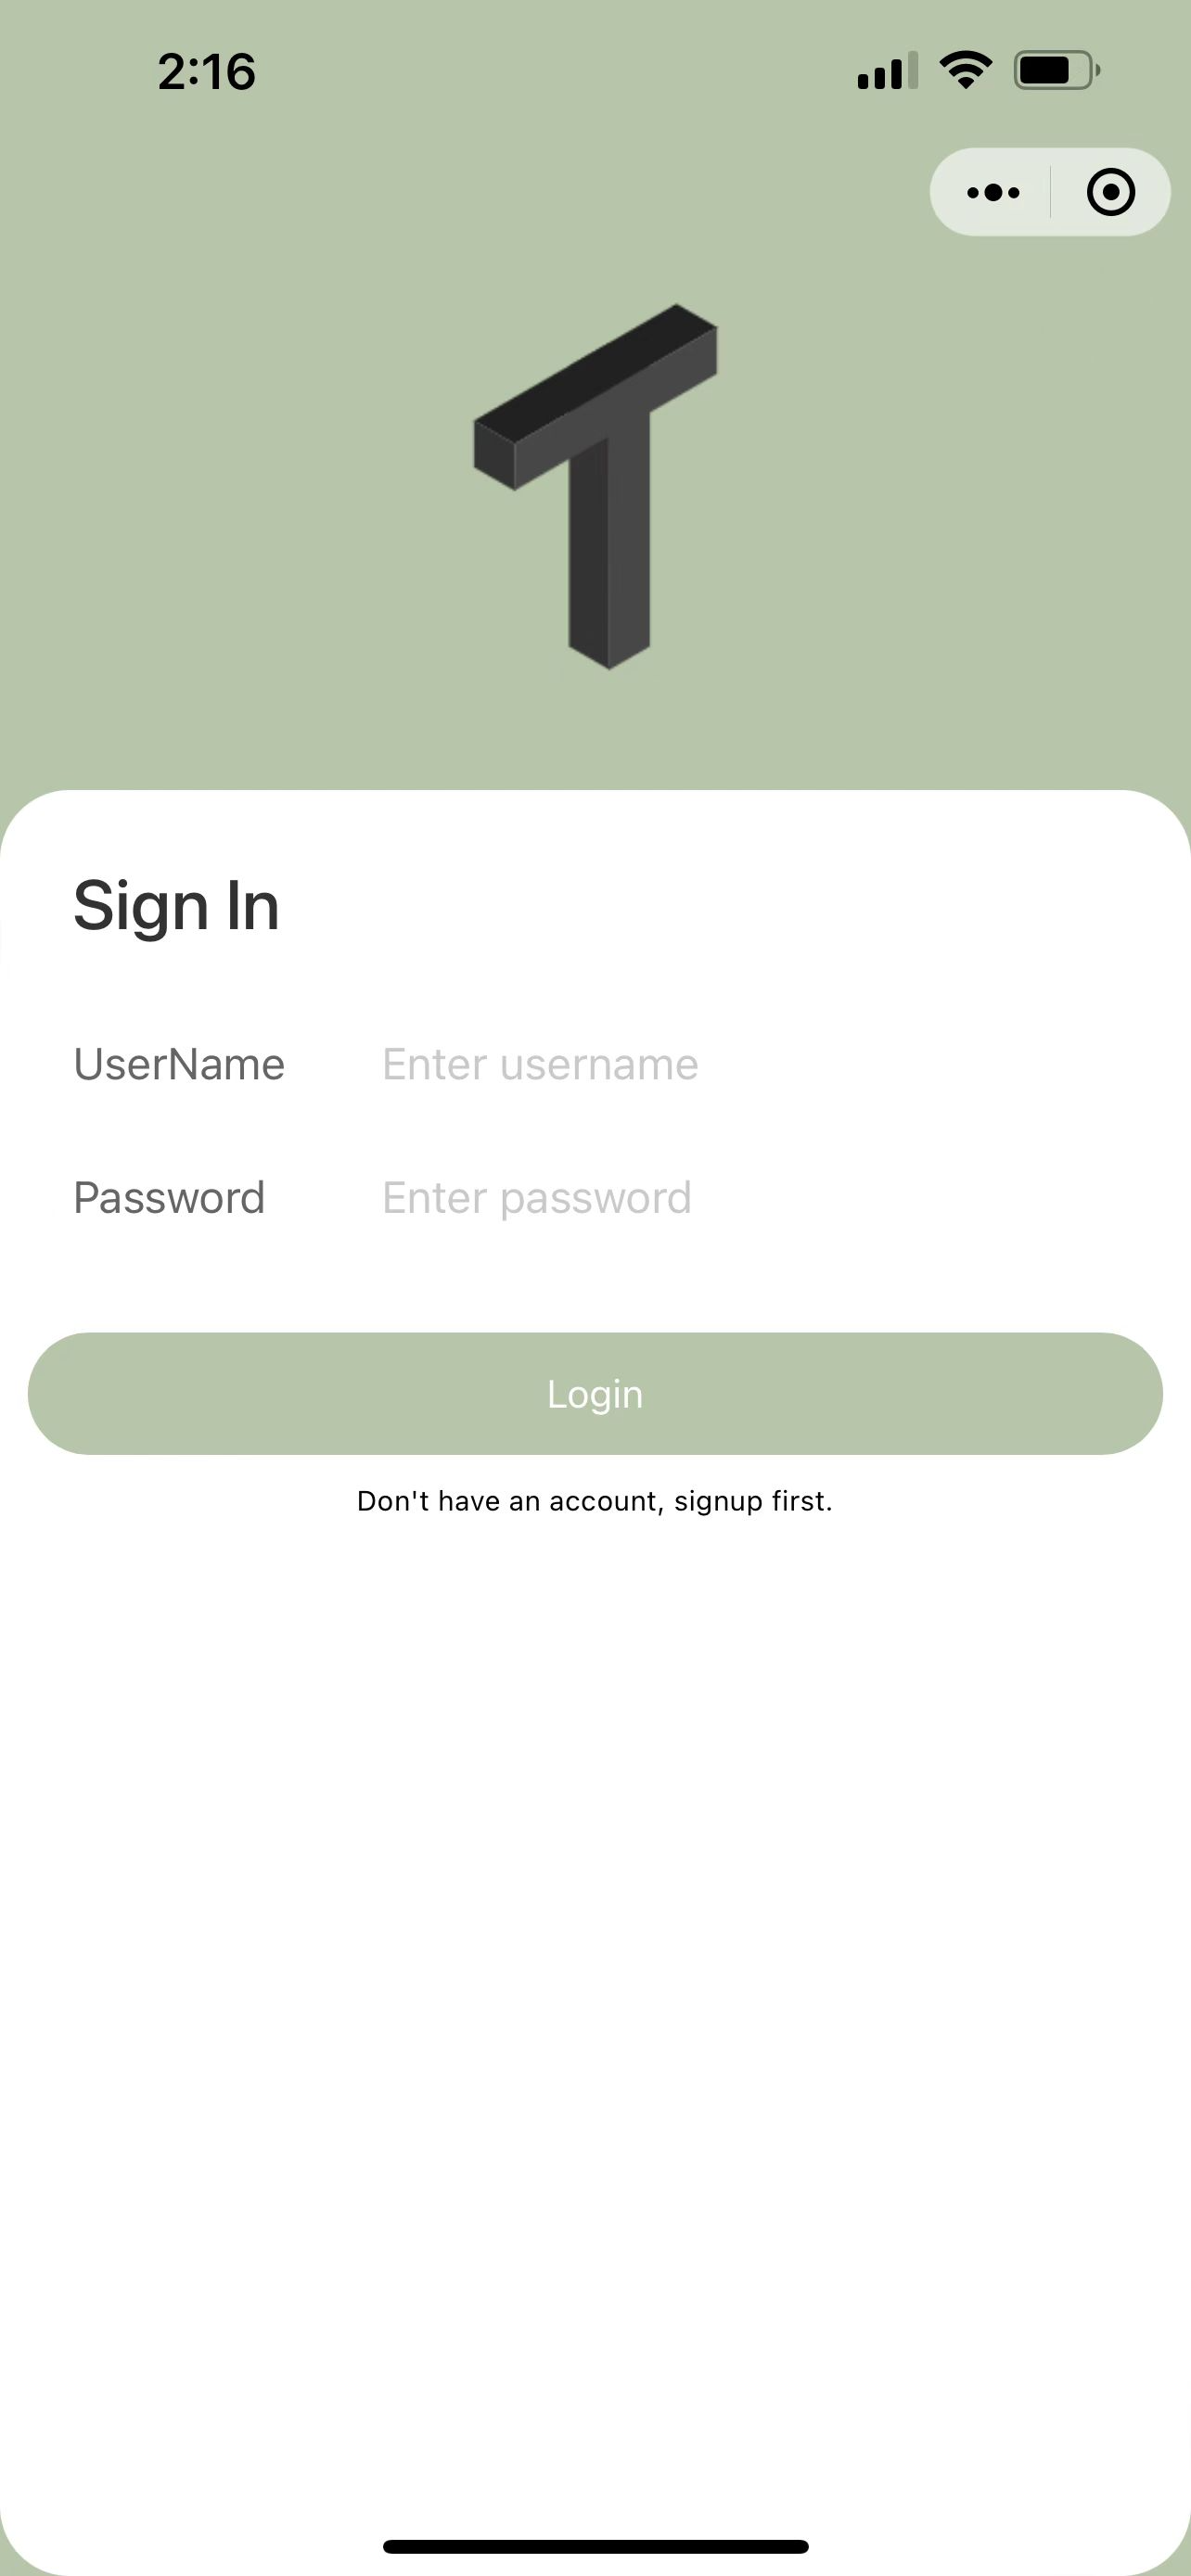 2:16
T
Sign In
UserName Enter username
Password Enter password
Login
Don't have an account, signup first.